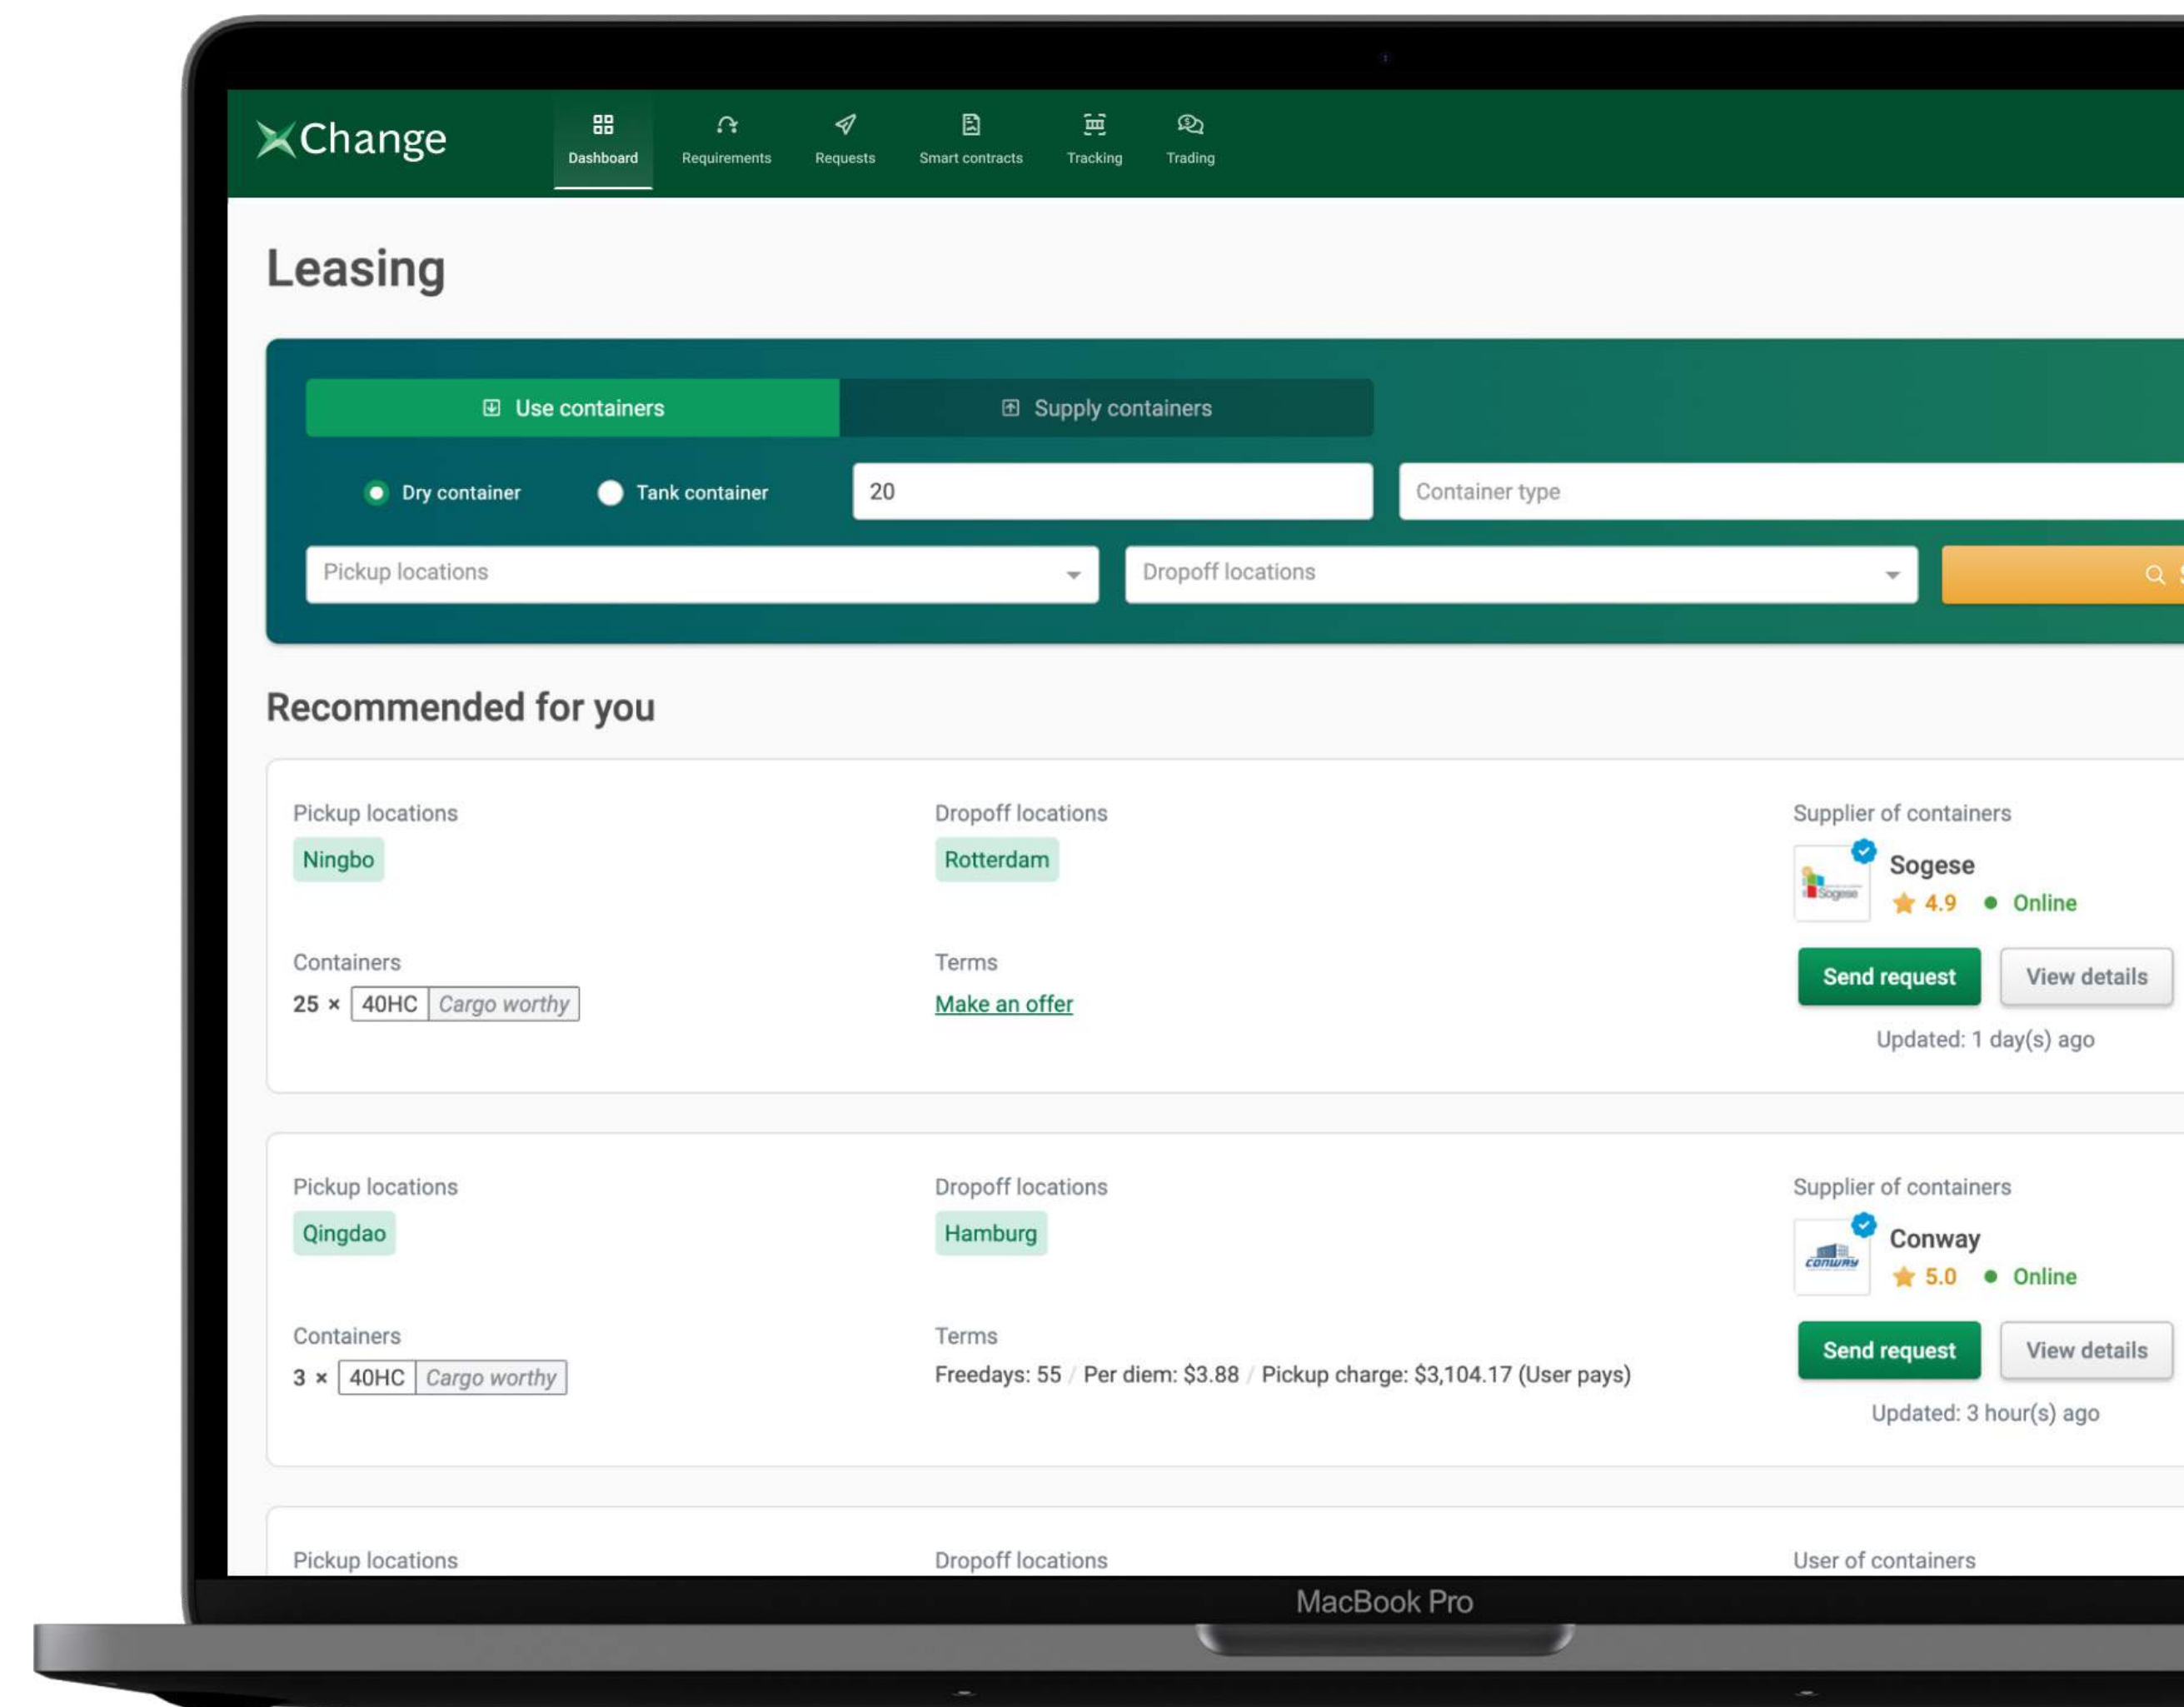 Change
Dashboard
Requirements
Requests
Smart contracts
Tracking
Trading
Leasing
Use containers
Supply containers
Dry container
Tank container
20
Container type
Pickup locations
Dropoff locations
Recommended for you
Pickup locations
Dropoff locations
Supplier of containers
Ningbo
Rotterdam
Sogese
Sogese
4.9
Online
Containers
Terms
25 × 40HC Cargo worthy
Make an offer
Send request
View details
Updated: 1 day(s) ago
Pickup locations
Dropoff locations
Supplier of containers
Qingdao
Hamburg
CONWAY
Conway
5.0
Online
Containers
Terms
3 × 40HC Cargo worthy
Freedays: 55 / Per diem: $3.88 / Pickup charge: $3,104.17 (User pays)
Send request
View details
Updated: 3 hour(s) ago
Pickup locations
Dropoff locations
User of containers
MacBook Pro